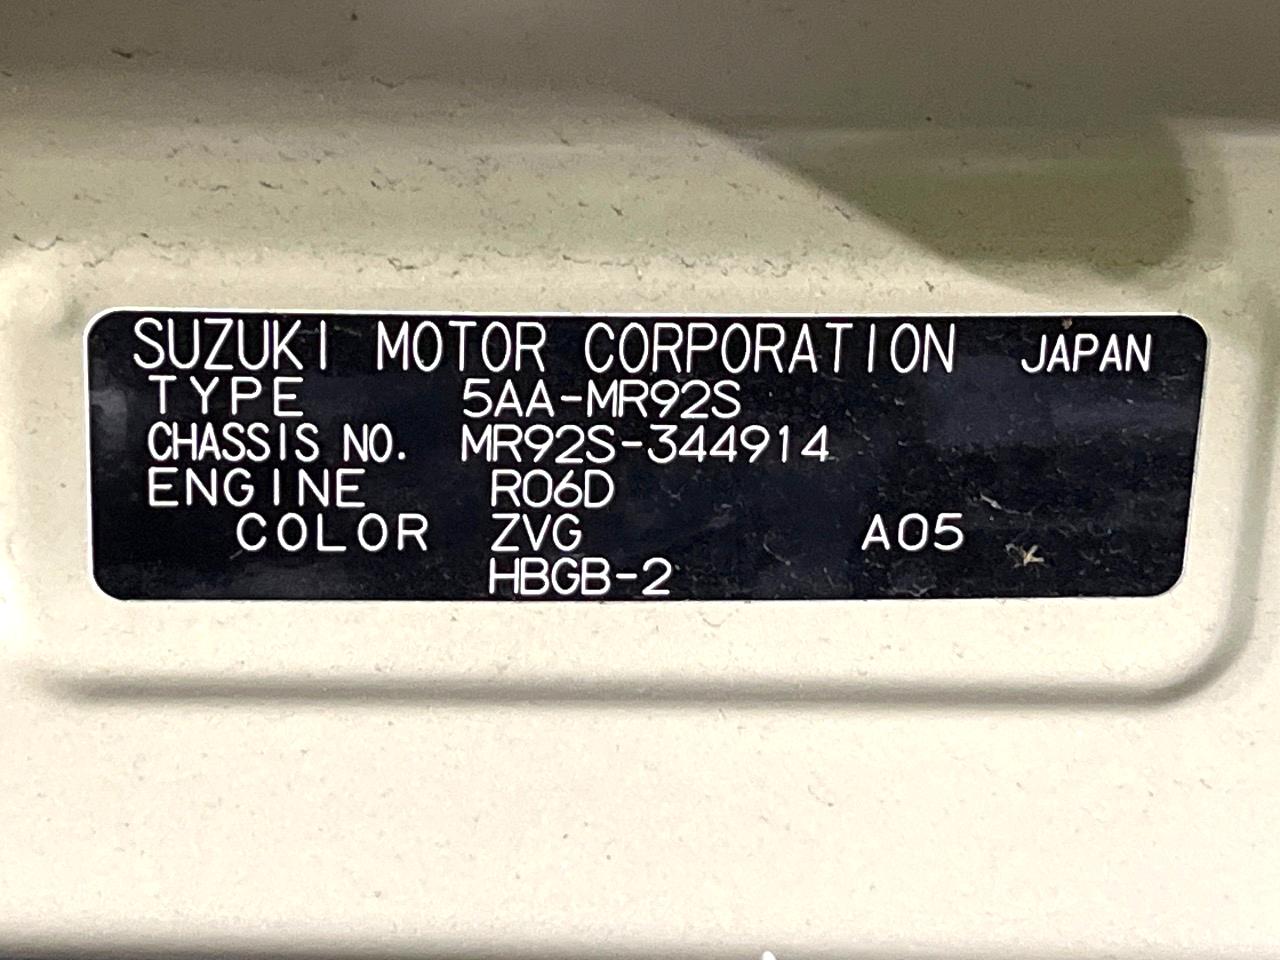 SUZUKI MOTOR CORPORATION JAPAN
TYPE 5AA-MR92S
CHASSIS NO. MR92S-344914
ENGINE R06D
COLOR ZVG A05
HBGB-2